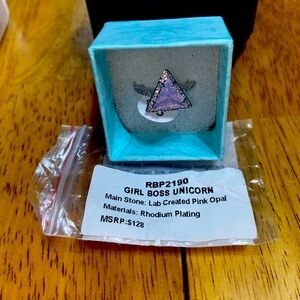 RBP2190
GIRL BOSS UNICORN
Main Stone: Lab Created Pink Opal
Materials: Rhodium Plating
MSRP:$128